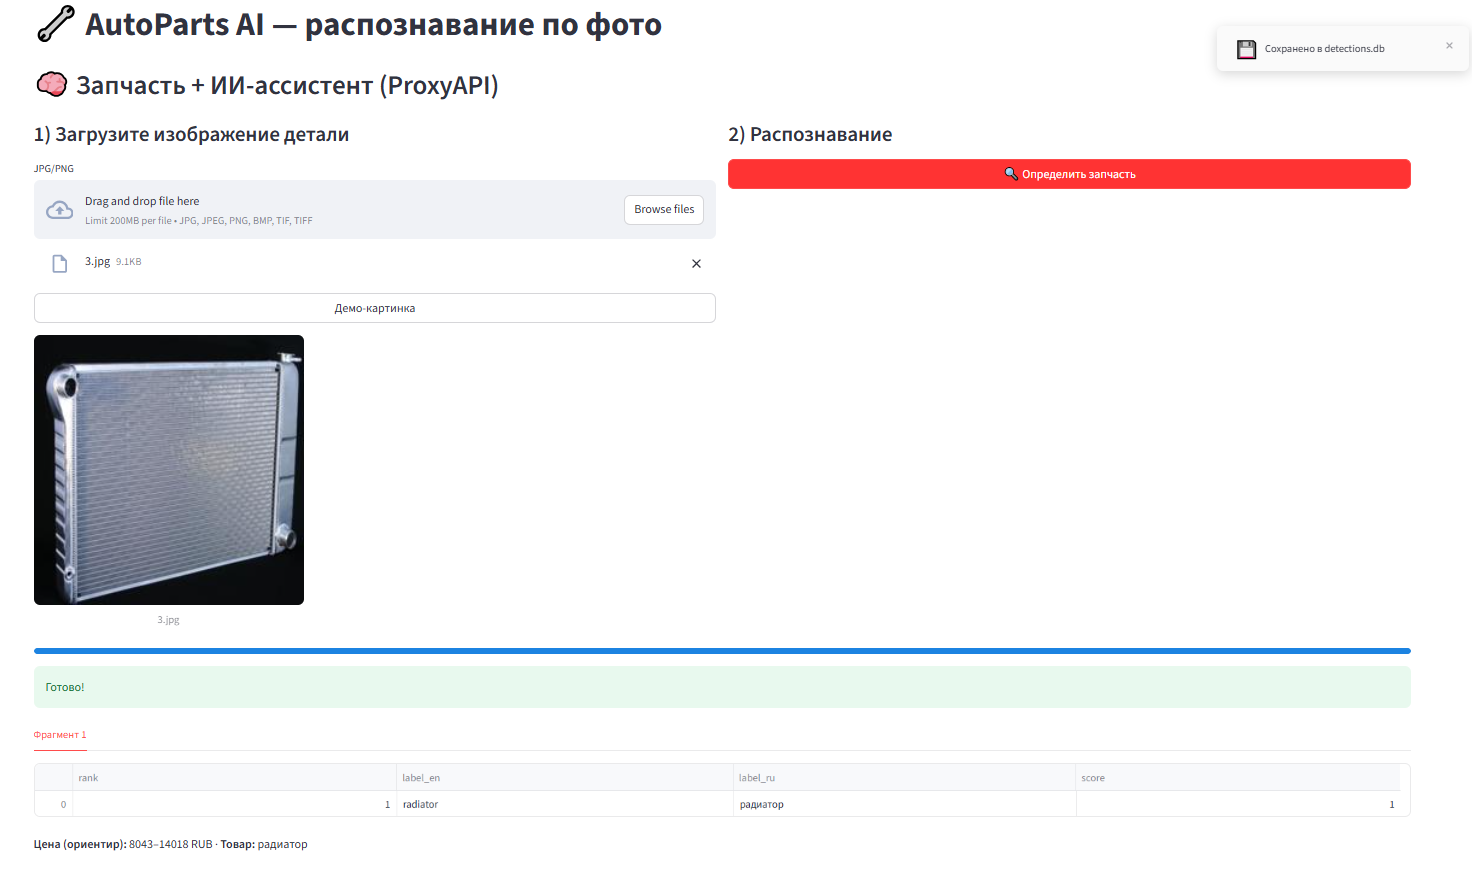 AutoParts AI — распознавание по фото
Сохранено в detections.db
Запчасть + ИИ-ассистент (ProxyAPI)
1) Загрузите изображение детали
JPG/PNG
Drag and drop file here
Limit 200MB per file • JPG, JPEG, PNG, BMP, TIF, TIFF
Browse files
3.jpg 9.1KB
Демо-картинка
3.jpg
2) Распознавание
Определить запчасть
Готово!
Фрагмент 1
rank label_en label_ru score
0 1 radiator радиатор 1
Цена (ориентир): 8043–14018 RUB · Товар: радиатор